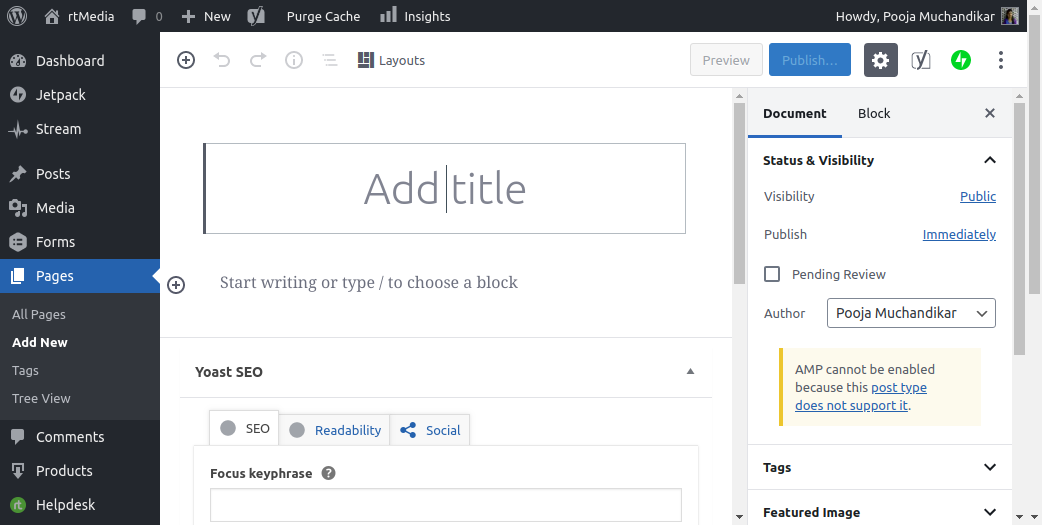 rtMedia 0 New Purge Cache Insights Howdy, Pooja Muchandikar
Dashboard
Jetpack
Stream
Posts
Media
Forms
Pages
All Pages
Add New
Tags
Tree View
Comments
Products
rt Helpdesk
Layouts Preview Publish...
Add title
Start writing or type / to choose a block
Yoast SEO
SEO Readability Social
Focus keyphrase ?
Document Block
Status & Visibility
Visibility Public
Publish Immediately
Pending Review
Author Pooja Muchandikar
AMP cannot be enabled
because this post type
does not support it.
Tags
Featured Image